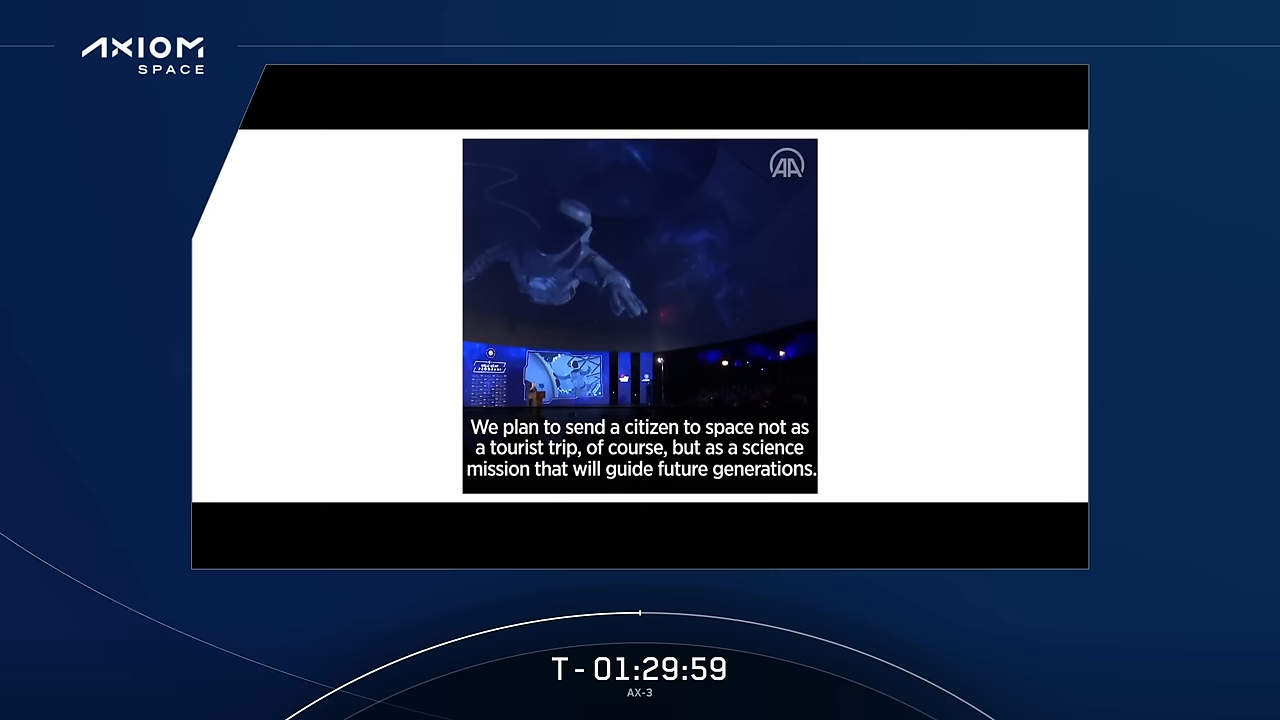 AXIOM
SPACE
AA
We plan to send a citizen to space not as
a tourist trip, of course, but as a science
mission that will guide future generations.
T - 01:29:59
AX-3